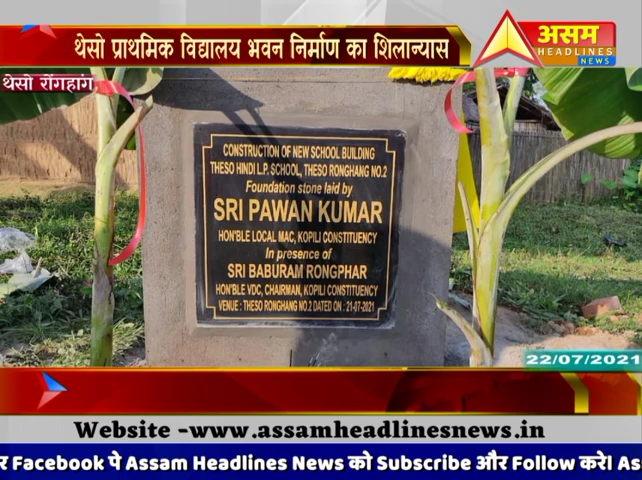 थेसो प्राथमिक विद्यालय भवन निर्माण का शिलान्यास
असम
HEADLINES
NEWS
थेसो रोंगहांग
CONSTRUCTION OF NEW SCHOOL BUILDING
THESO HINDI L.P. SCHOOL, THESO RONGHANG NO.2
Foundation stone laid by
SRI PAWAN KUMAR
HON'BLE LOCAL MAC, KOPILI CONSTITUENCY
In presence of
SRI BABURAM RONGPHAR
HON'BLE VDC, CHAIRMAN, KOPILI CONSTITUENCY
VENUE : THESO RONGHANG NO.2 DATED ON : 21-07-2021
22/07/2021
Website -www.assamheadlinesnews.in
र Facebook पे Assam Headlines News को Subscribe और Follow करे। As